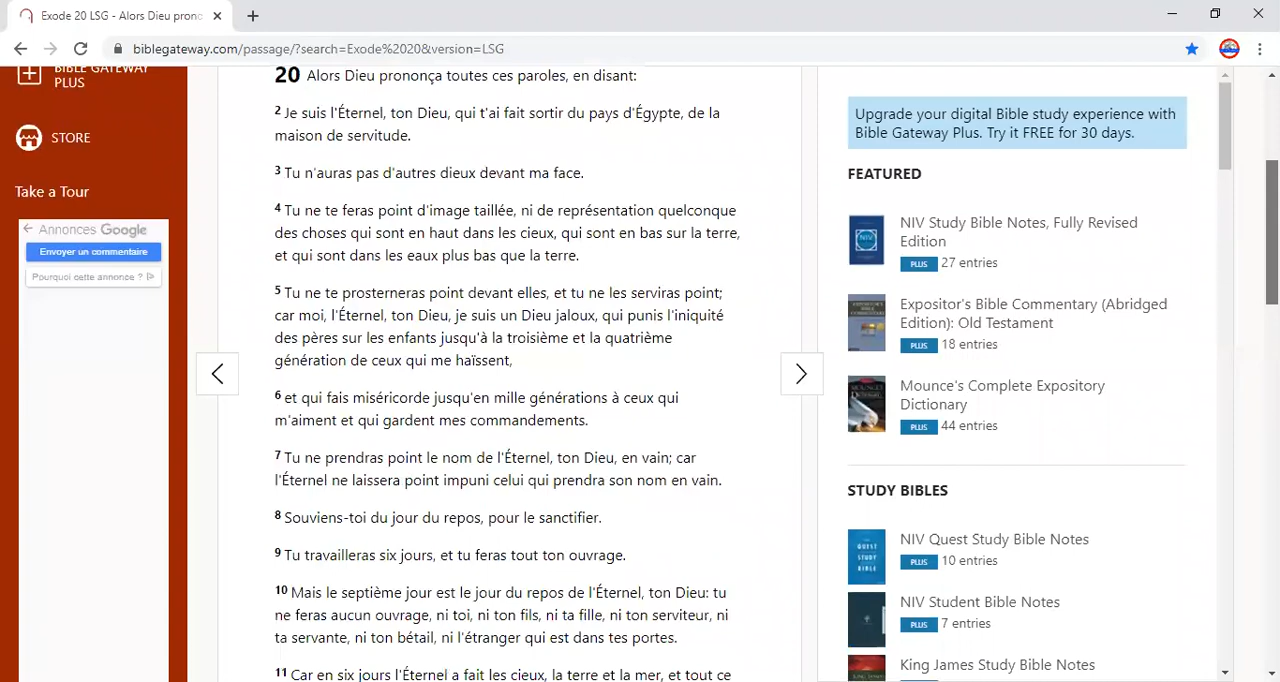 Exode 20 LSG - Alors Dieu prono
biblegateway.com/passage/?search=Exode%2020&version=LSG
BIBLE GATEWAY
PLUS
STORE
Take a Tour
Annonces Google
Envoyer un commentaire
Pourquoi cette annonce ?
20 Alors Dieu prononça toutes ces paroles, en disant:
2 Je suis l'Éternel, ton Dieu, qui t'ai fait sortir du pays d'Égypte, de la
maison de servitude.
3 Tu n'auras pas d'autres dieux devant ma face.
4 Tu ne te feras point d'image taillée, ni de représentation quelconque
des choses qui sont en haut dans les cieux, qui sont en bas sur la terre,
et qui sont dans les eaux plus bas que la terre.
5 Tu ne te prosterneras point devant elles, et tu ne les serviras point;
car moi, l'Éternel, ton Dieu, je suis un Dieu jaloux, qui punis l'iniquité
des pères sur les enfants jusqu'à la troisième et la quatrième
génération de ceux qui me haïssent,
6 et qui fais miséricorde jusqu'en mille générations à ceux qui
m'aiment et qui gardent mes commandements.
7 Tu ne prendras point le nom de l'Éternel, ton Dieu, en vain; car
l'Éternel ne laissera point impuni celui qui prendra son nom en vain.
8 Souviens-toi du jour du repos, pour le sanctifier.
9 Tu travailleras six jours, et tu feras tout ton ouvrage.
10 Mais le septième jour est le jour du repos de l'Éternel, ton Dieu: tu
ne feras aucun ouvrage, ni toi, ni ton fils, ni ta fille, ni ton serviteur, ni
ta servante, ni ton bétail, ni l'étranger qui est dans tes portes.
11 Car en six jours l'Éternel a fait les cieux, la terre et la mer, et tout ce
Upgrade your digital Bible study experience with
Bible Gateway Plus. Try it FREE for 30 days.
FEATURED
NIV Study Bible Notes, Fully Revised
Edition
PLUS 27 entries
Expositor's Bible Commentary (Abridged
Edition): Old Testament
PLUS 18 entries
Mounce's Complete Expository
Dictionary
PLUS 44 entries
STUDY BIBLES
NIV Quest Study Bible Notes
PLUS 10 entries
NIV Student Bible Notes
PLUS 7 entries
King James Study Bible Notes